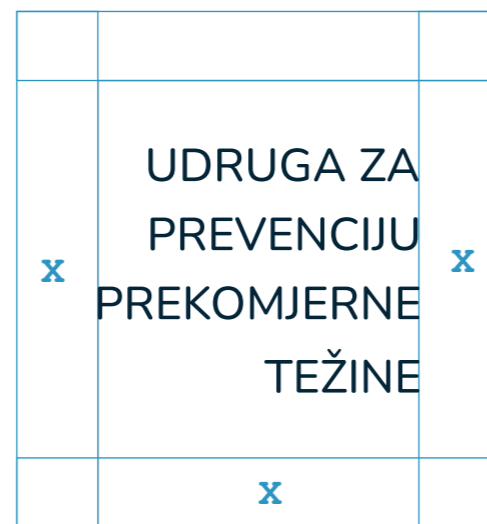 UDRUGA ZA
PREVENCIJU
x
x
PREKOMJERNE
TEŽINE
x